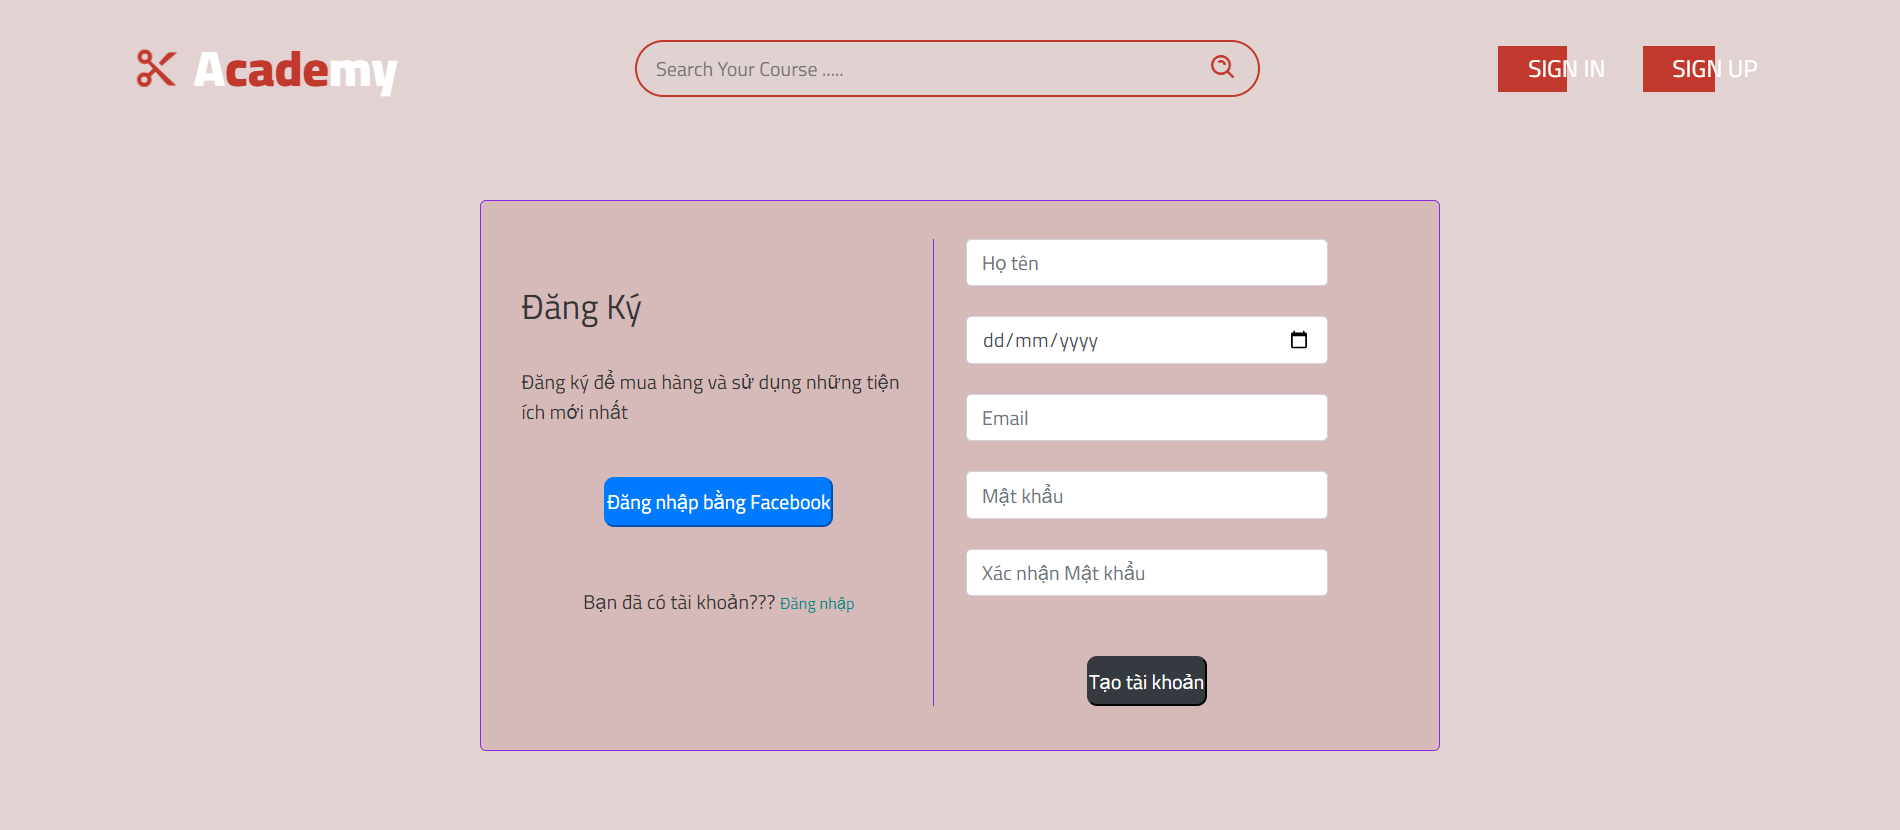 Academy
Search Your Course .....
SIGN IN
SIGN UP
Đăng Ký
Đăng ký để mua hàng và sử dụng những tiện
ích mới nhất
Đăng nhập bằng Facebook
Bạn đã có tài khoản??? Đăng nhập
Họ tên
dd/mm/yyyy
Email
Mật khẩu
Xác nhận Mật khẩu
Tạo tài khoản